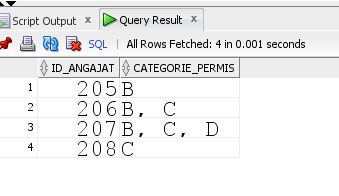 Script Output x Query Result x
SQL | All Rows Fetched: 4 in 0.001 seconds
ID_ANGAJAT CATEGORIE_PERMIS
1 205 B
2 206 B, C
3 207 B, C, D
4 208 C